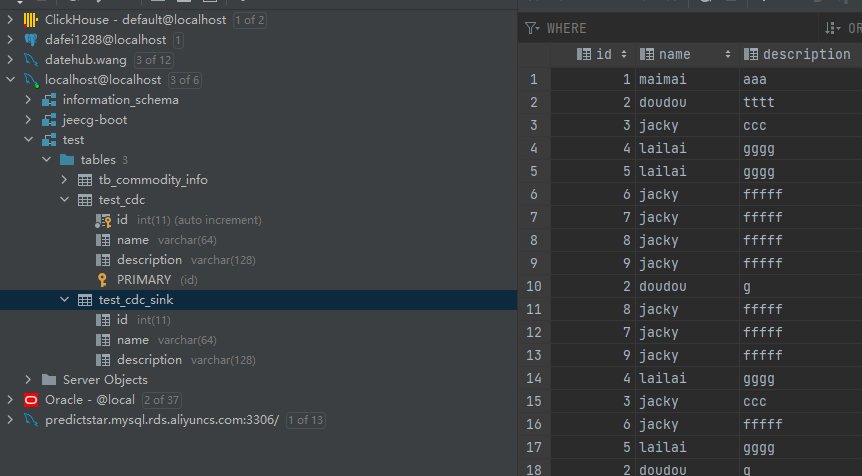 ClickHouse - default@localhost 1 of 2
dafei1288@localhost 1
datehub.wang 3 of 12
localhost@localhost 3 of 6
information_schema
jeecg-boot
test
tables 3
tb_commodity_info
test_cdc
id int(11) (auto increment)
name varchar(64)
description varchar(128)
PRIMARY (id)
test_cdc_sink
id int(11)
name varchar(64)
description varchar(128)
Server Objects
Oracle - @local 2 of 37
predictstar.mysql.rds.aliyuncs.com:3306/ 1 of 13
WHERE OR
id name description
1 1 maimai aaa
2 2 doudou tttt
3 3 jacky ccc
4 4 lailai gggg
5 5 lailai gggg
6 6 jacky fffff
7 7 jacky fffff
8 8 jacky fffff
9 9 jacky fffff
10 2 doudou g
11 8 jacky fffff
12 7 jacky fffff
13 9 jacky fffff
14 4 lailai gggg
15 3 jacky ccc
16 6 jacky fffff
17 5 lailai gggg
18 2 doudou g